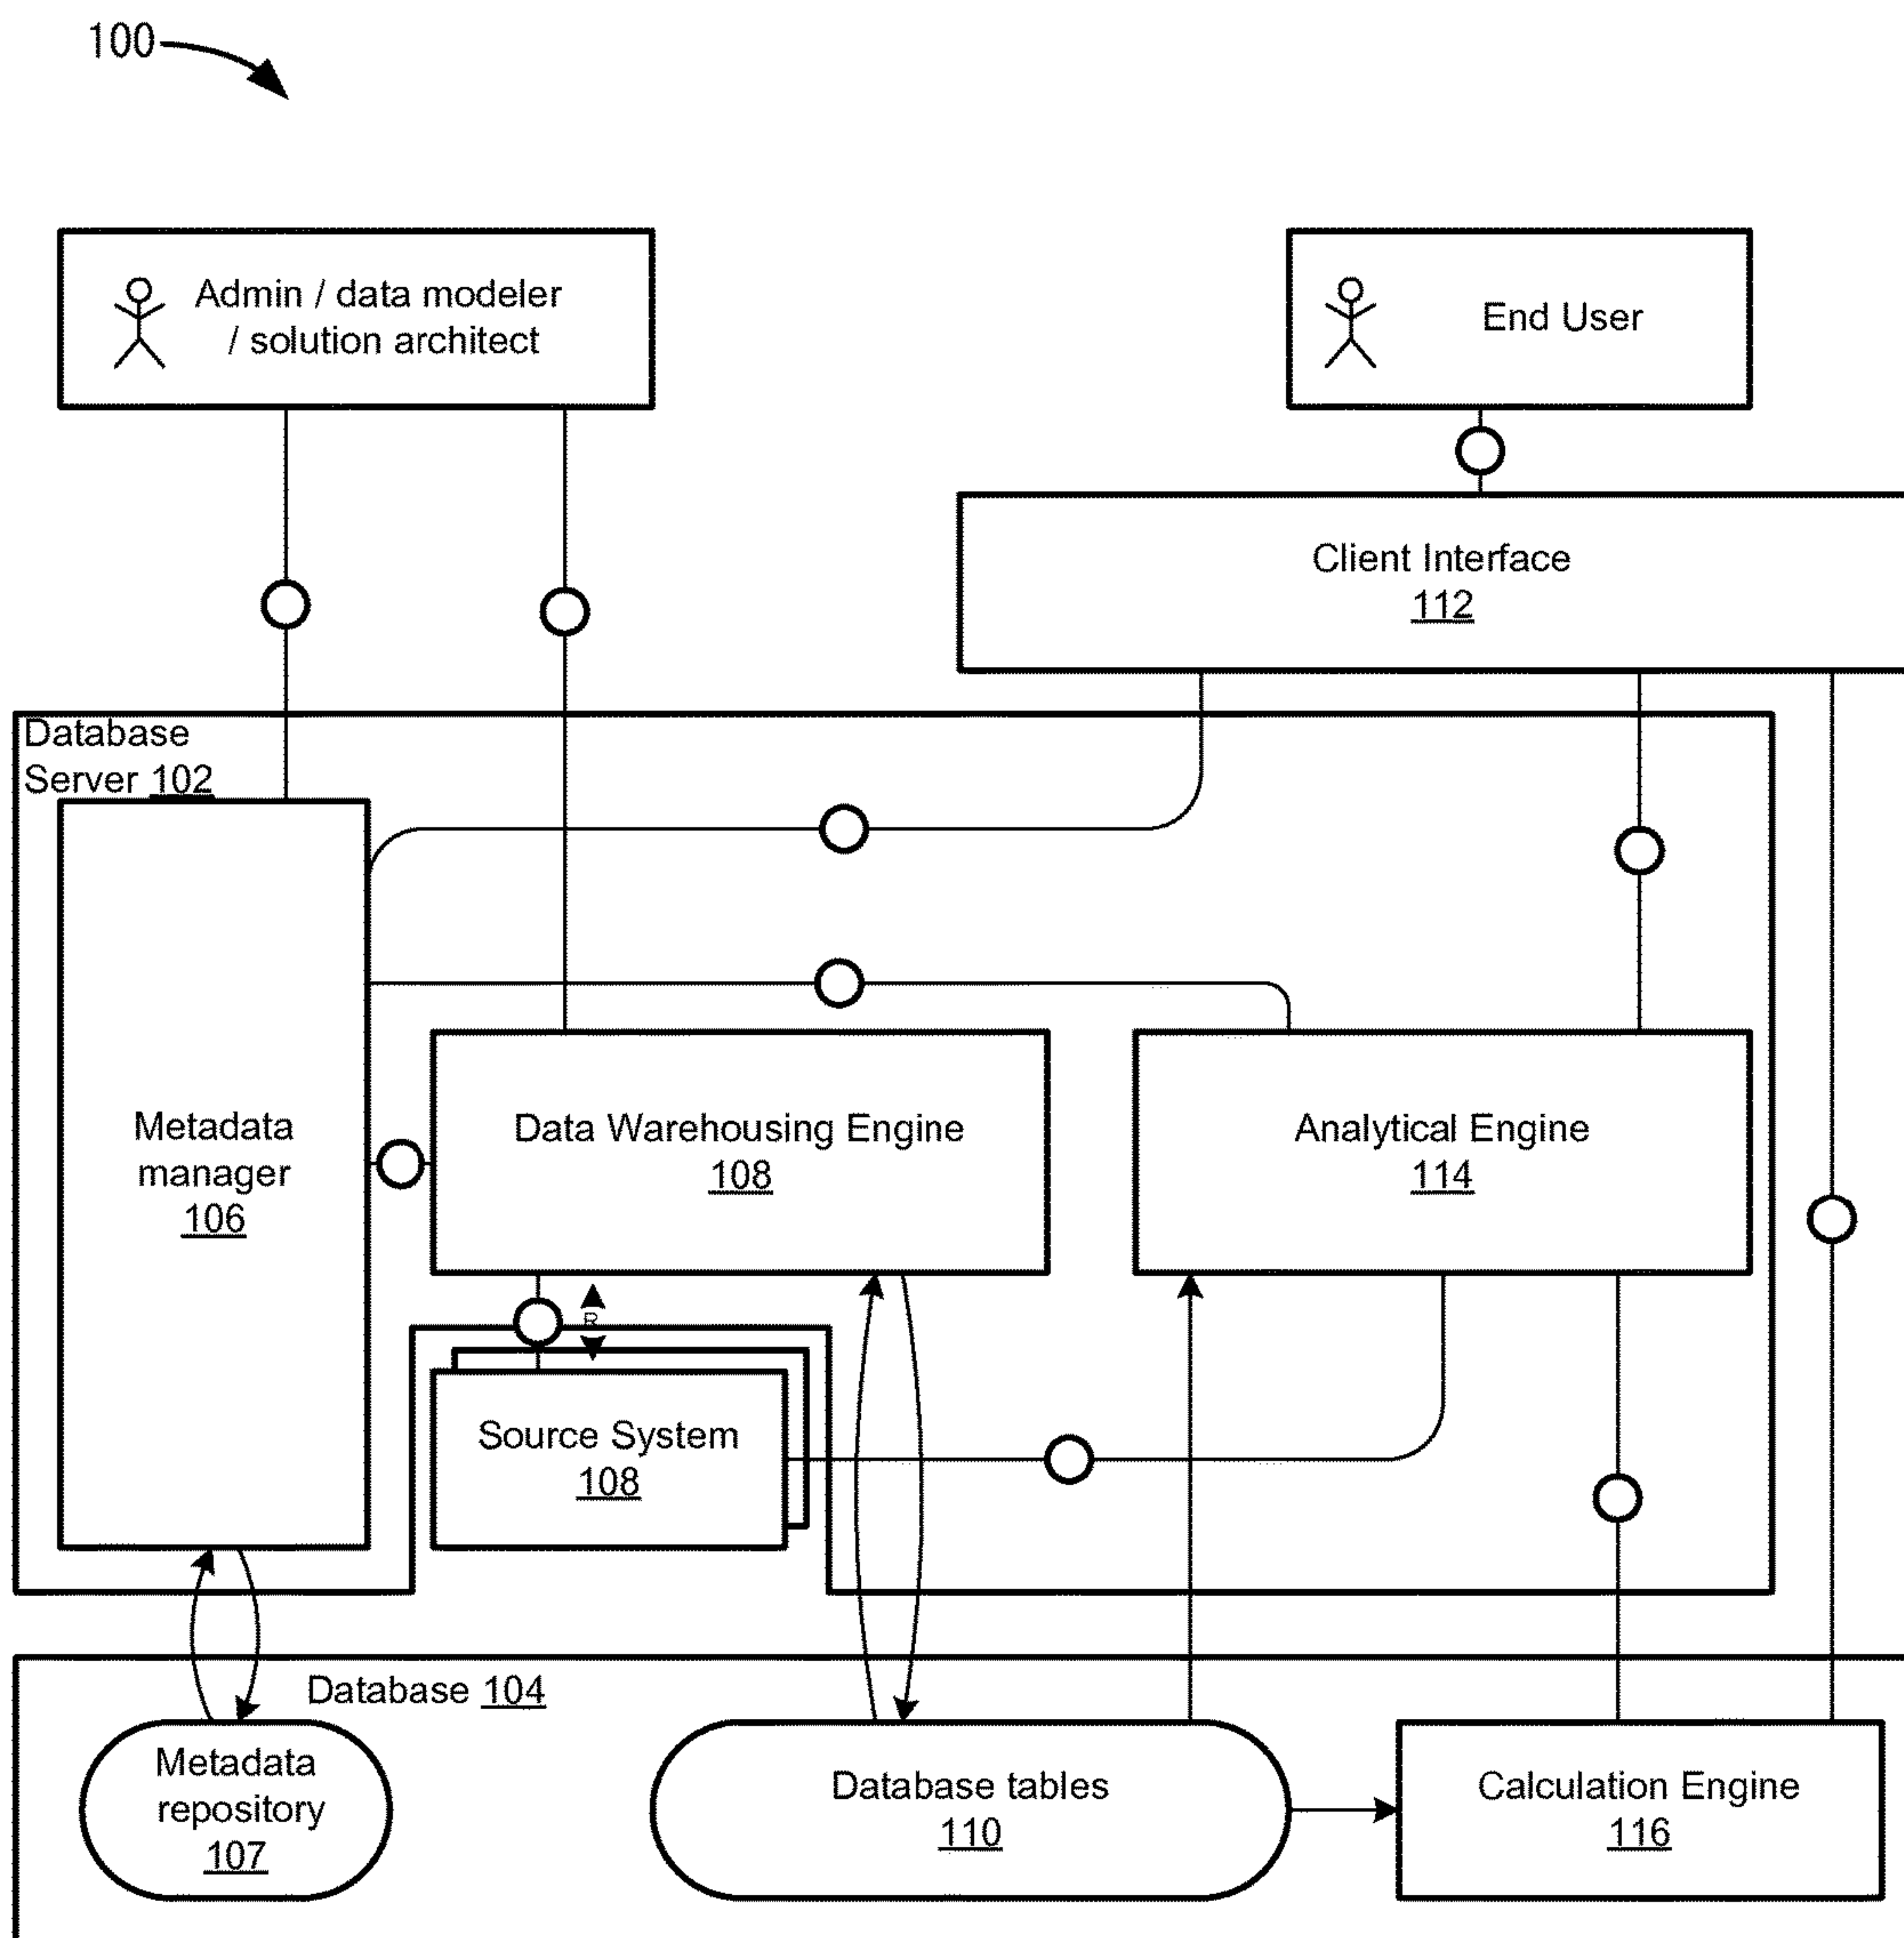 100
Admin / data modeler
/ solution architect
End User
Client Interface
112
Database
Server 102
Metadata
manager
106
Data Warehousing Engine
108
Analytical Engine
114
R
Source System
108
Database 104
Metadata
repository
107
Database tables
110
Calculation Engine
116